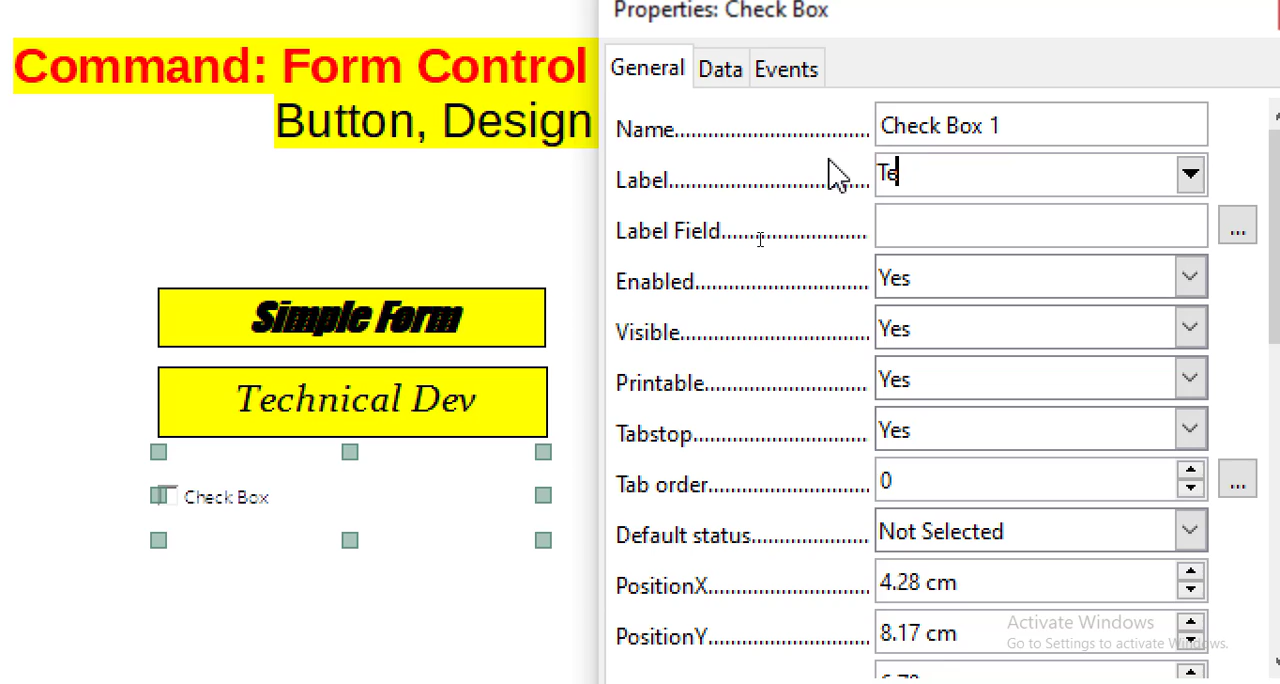 Command: Form Control
Button, Design
Simple Form
Technical Dev
Check Box
Properties: Check Box
General Data Events
Name Check Box 1
Label Te
Label Field ...
Enabled Yes
Visible Yes
Printable Yes
Tabstop Yes
Tab order 0 ...
Default status Not Selected
PositionX 4.28 cm
PositionY 8.17 cm
Activate Windows
Go to Settings to activate Windows.